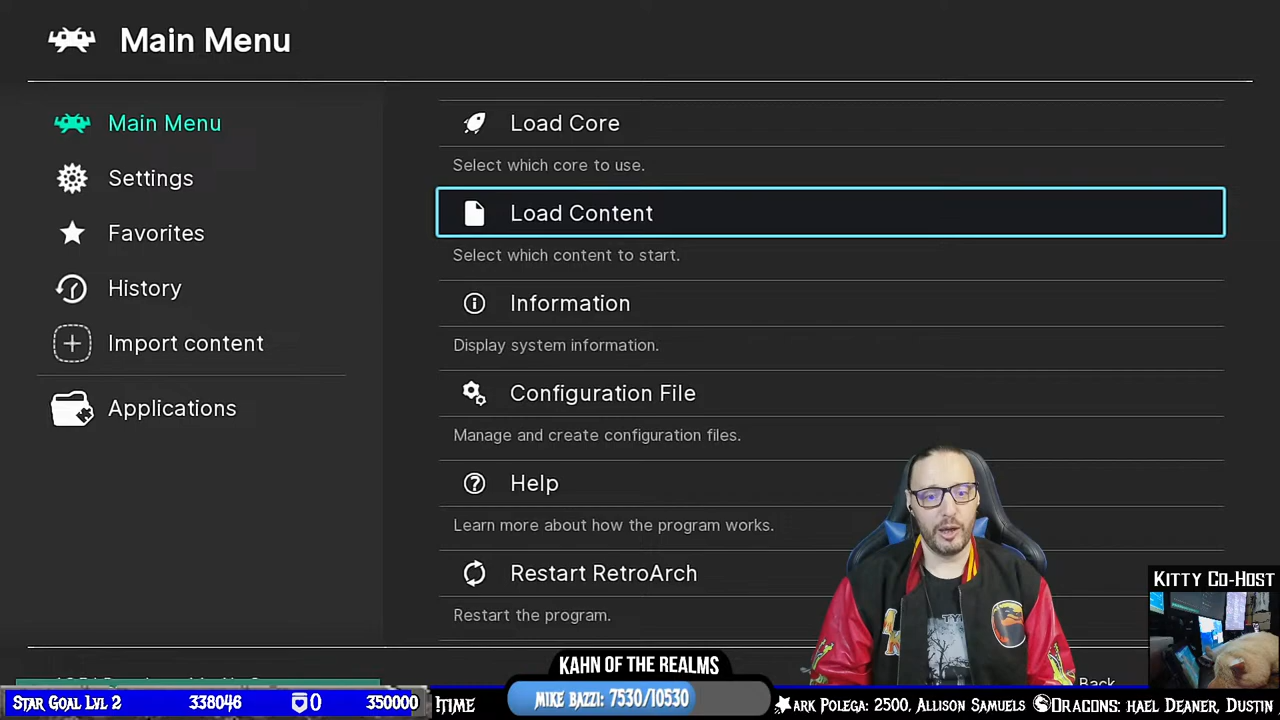 Main Menu
Main Menu
Settings
Favorites
History
Import content
Applications
Load Core
Select which core to use.
Load Content
Select which content to start.
Information
Display system information.
Configuration File
Manage and create configuration files.
Help
Learn more about how the program works.
Restart RetroArch
Restart the program.
Back
Kitty Co-Host
KAHN OF THE REALMS
Star Goal Lvl 2 338046 0 350000 !time
Mike Bazzi: 7530/10530
ark Polega: 2500, Allison Samuels Dragons: hael Deaner, Dustin